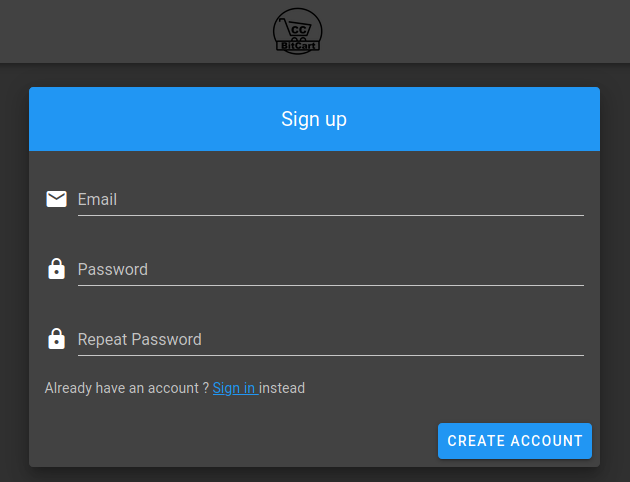 CC
BitCart
Sign up
Email
Password
Repeat Password
Already have an account ? Sign in instead
CREATE ACCOUNT